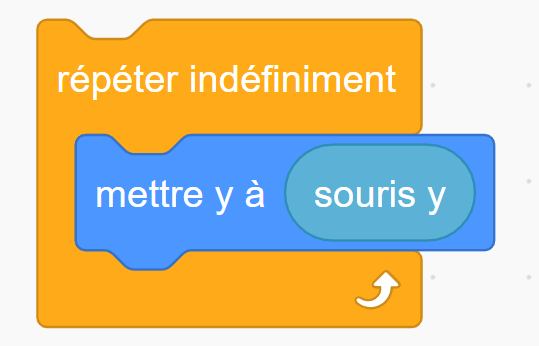 répéter indéfiniment
mettre y à souris y